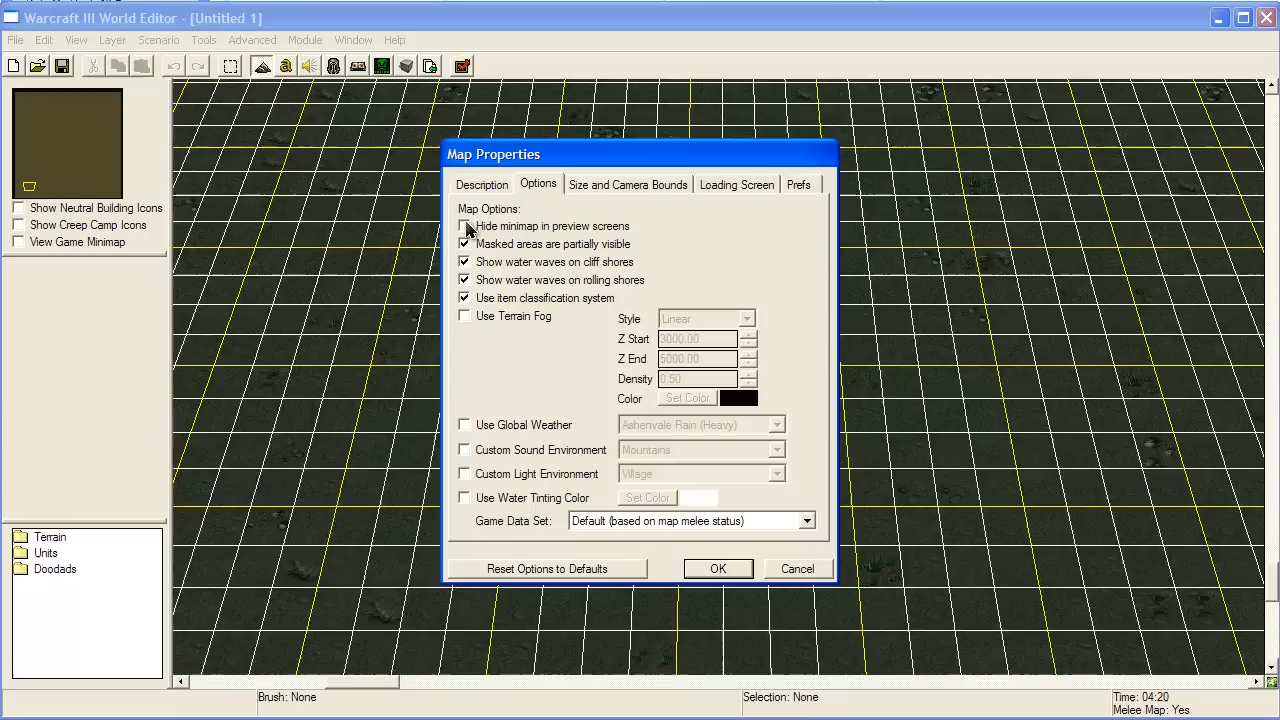 Warcraft III World Editor - [Untitled 1]
File Edit View Layer Scenario Tools Advanced Module Window Help
Show Neutral Building Icons
Show Creep Camp Icons
View Game Minimap
Terrain
Units
Doodads
Map Properties
Description Options Size and Camera Bounds Loading Screen Prefs
Map Options:
Hide minimap in preview screens
Masked areas are partially visible
Show water waves on cliff shores
Show water waves on rolling shores
Use item classification system
Use Terrain Fog Style Linear
Z Start 3000.00
Z End 5000.00
Density 0.50
Color Set Color
Use Global Weather Ashenvale Rain (Heavy)
Custom Sound Environment Mountains
Custom Light Environment Village
Use Water Tinting Color Set Color
Game Data Set: Default (based on map melee status)
Reset Options to Defaults OK Cancel
Brush: None Selection: None Time: 04:20
Melee Map: Yes